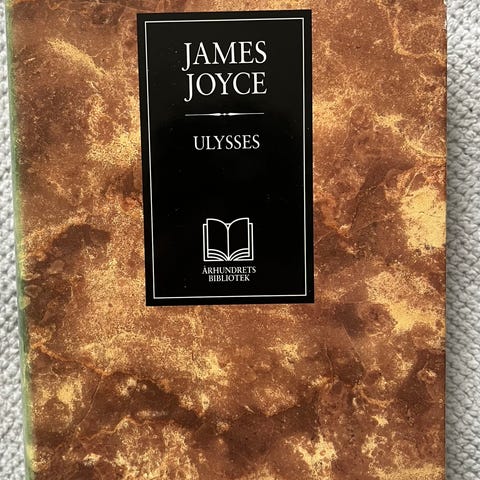 JAMES
JOYCE
ULYSSES
ÅRHUNDRETS
BIBLIOTEK